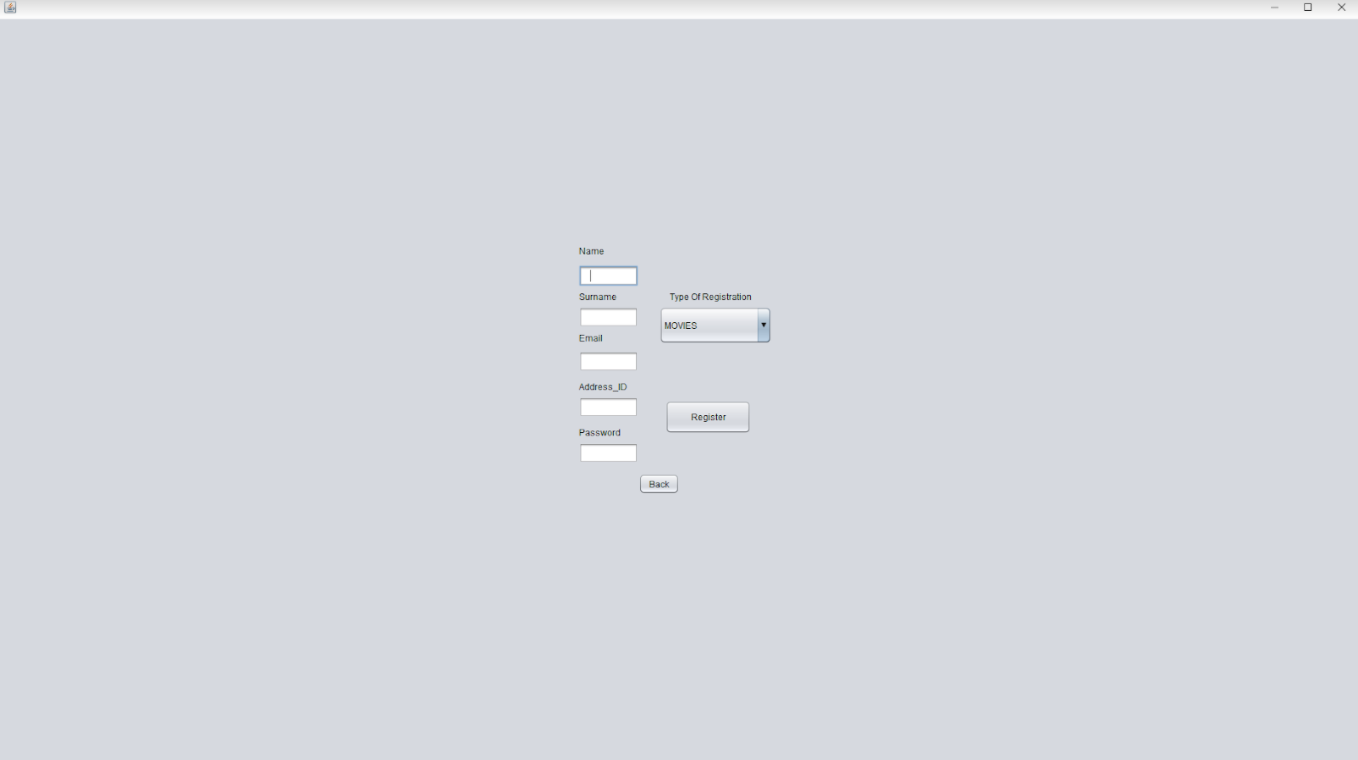 Name
Surname
Type Of Registration
MOVIES
Email
Address_ID
Register
Password
Back